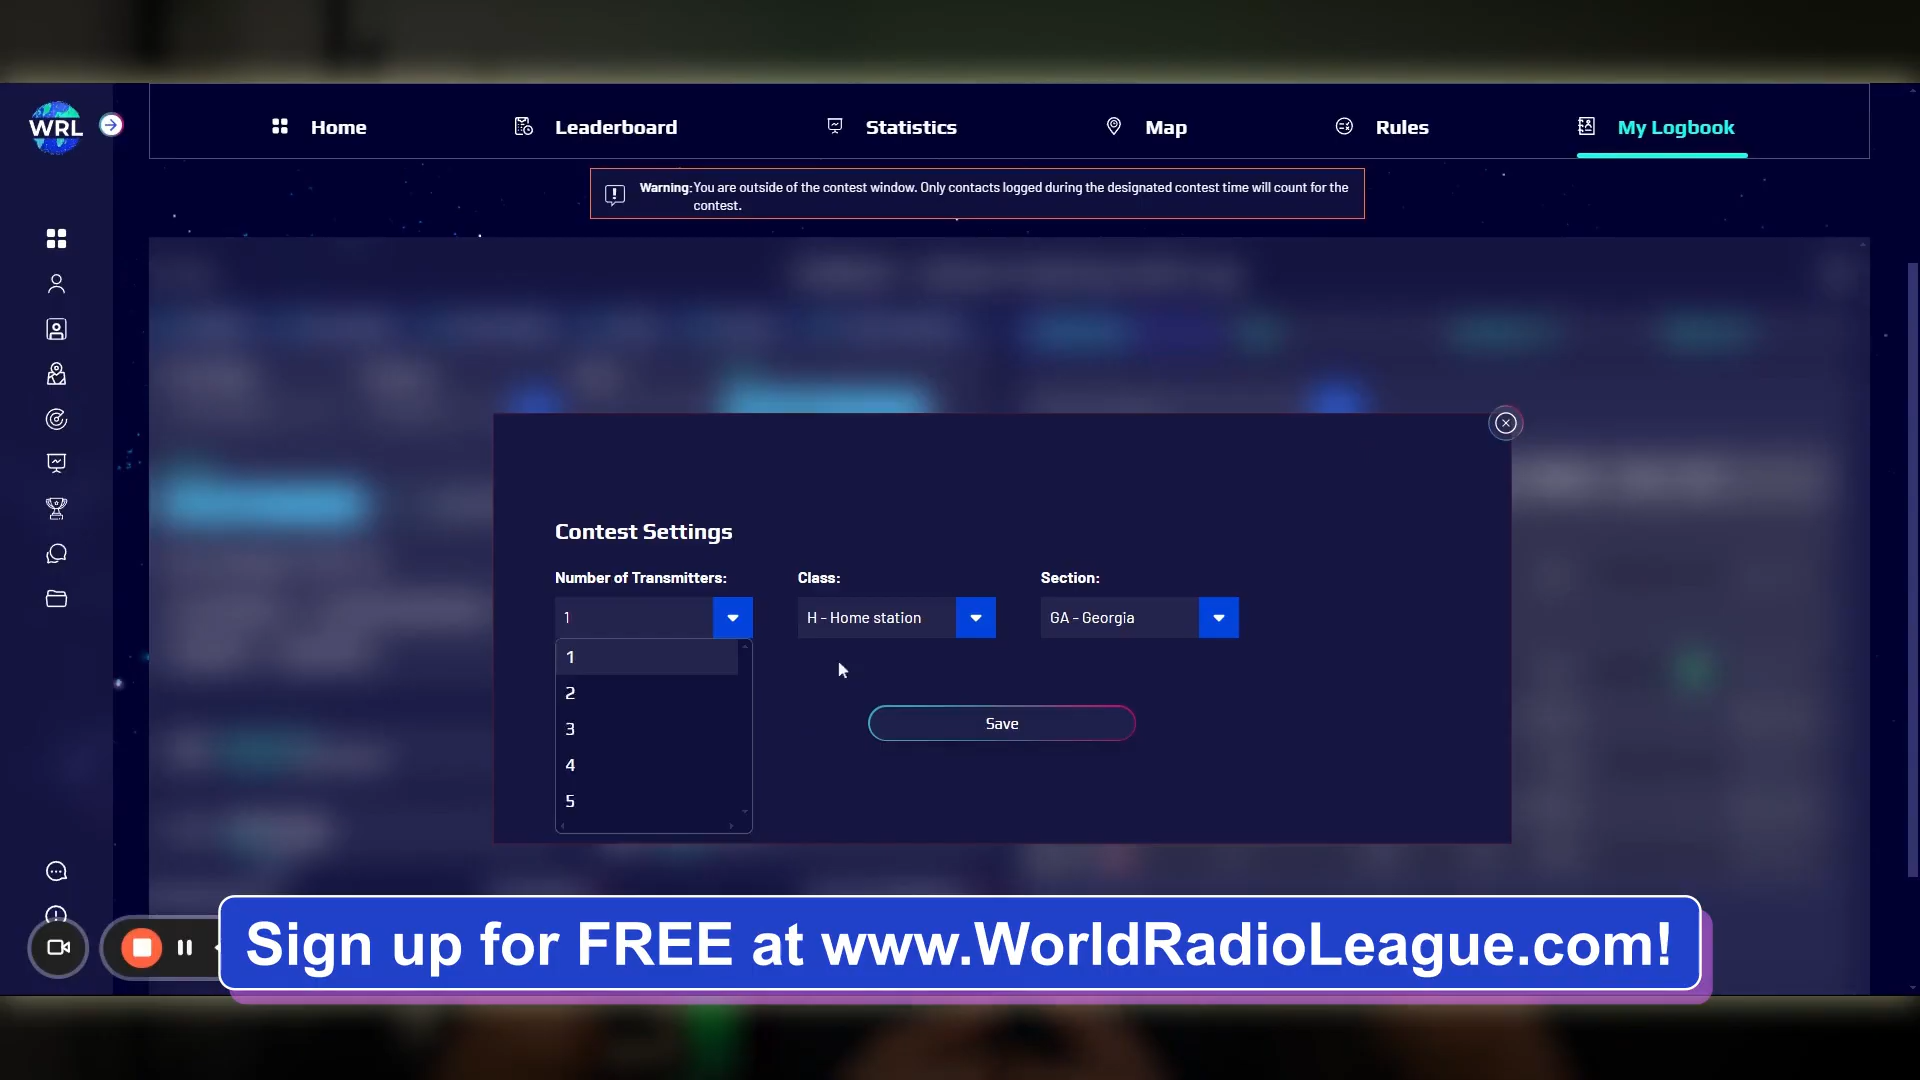 WRL
Home
Leaderboard
Statistics
Map
Rules
My Logbook
Warning:You are outside of the contest window. Only contacts logged during the designated contest time will count for the
contest.
Contest Settings
Number of Transmitters:
Class:
Section:
1
H - Home station
GA - Georgia
1
2
3
4
5
Save
Sign up for FREE at www.WorldRadioLeague.com!